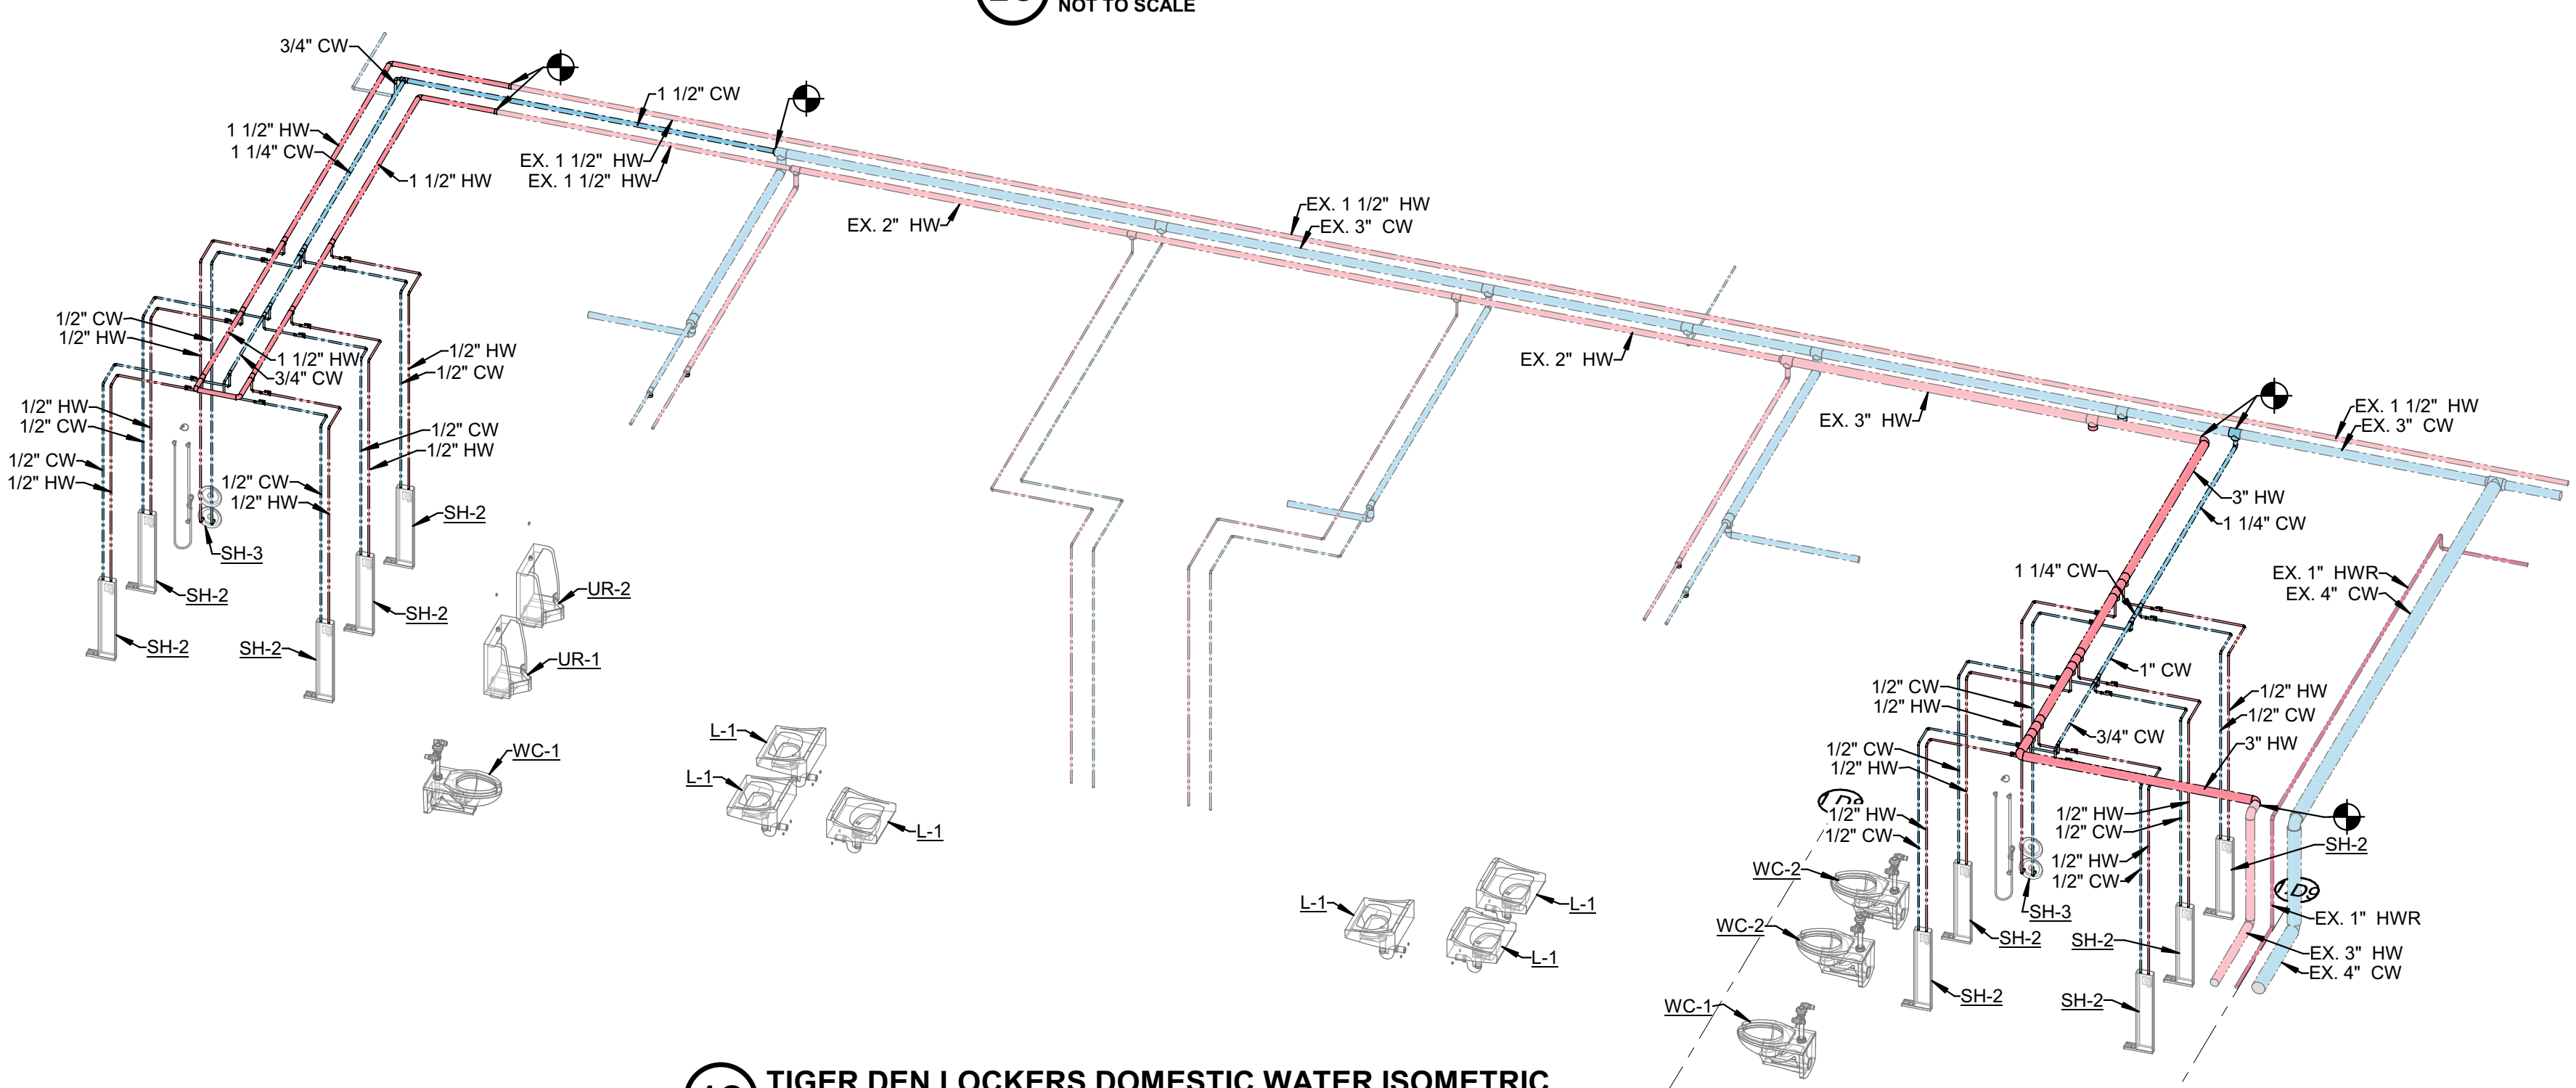 NOT TO SCALE
3/4" CW
1 1/2" CW
1 1/2" HW
1 1/4" CW
EX. 1 1/2" HW
EX. 1 1/2" HW
1 1/2" HW
EX. 2" HW
EX. 1 1/2" HW
EX. 3" CW
1/2" CW
1/2" HW
1 1/2" HW
3/4" CW
1/2" HW
1/2" CW
EX. 2" HW
1/2" HW
1/2" CW
1/2" CW
1/2" HW
1/2" CW
1/2" HW
1/2" CW
1/2" HW
EX. 3" HW
EX. 1 1/2" HW
EX. 3" CW
3" HW
1 1/4" CW
SH-2
SH-3
SH-2
SH-2
SH-2
SH-2
UR-2
UR-1
1 1/4" CW
EX. 1" HWR
EX. 4" CW
1" CW
1/2" CW
1/2" HW
1/2" HW
1/2" CW
3/4" CW
3" HW
1/2" CW
1/2" HW
WC-1
L-1
L-1
L-1
1/2" HW
1/2" CW
1/2" HW
1/2" CW
1/2" HW
1/2" CW
SH-2
WC-2
L-1
L-1
L-1
WC-2
SH-3
SH-2
SH-2
EX. 1" HWR
EX. 3" HW
EX. 4" CW
SH-2
SH-2
WC-1
TIGER DEN LOCKERS DOMESTIC WATER ISOMETRIC